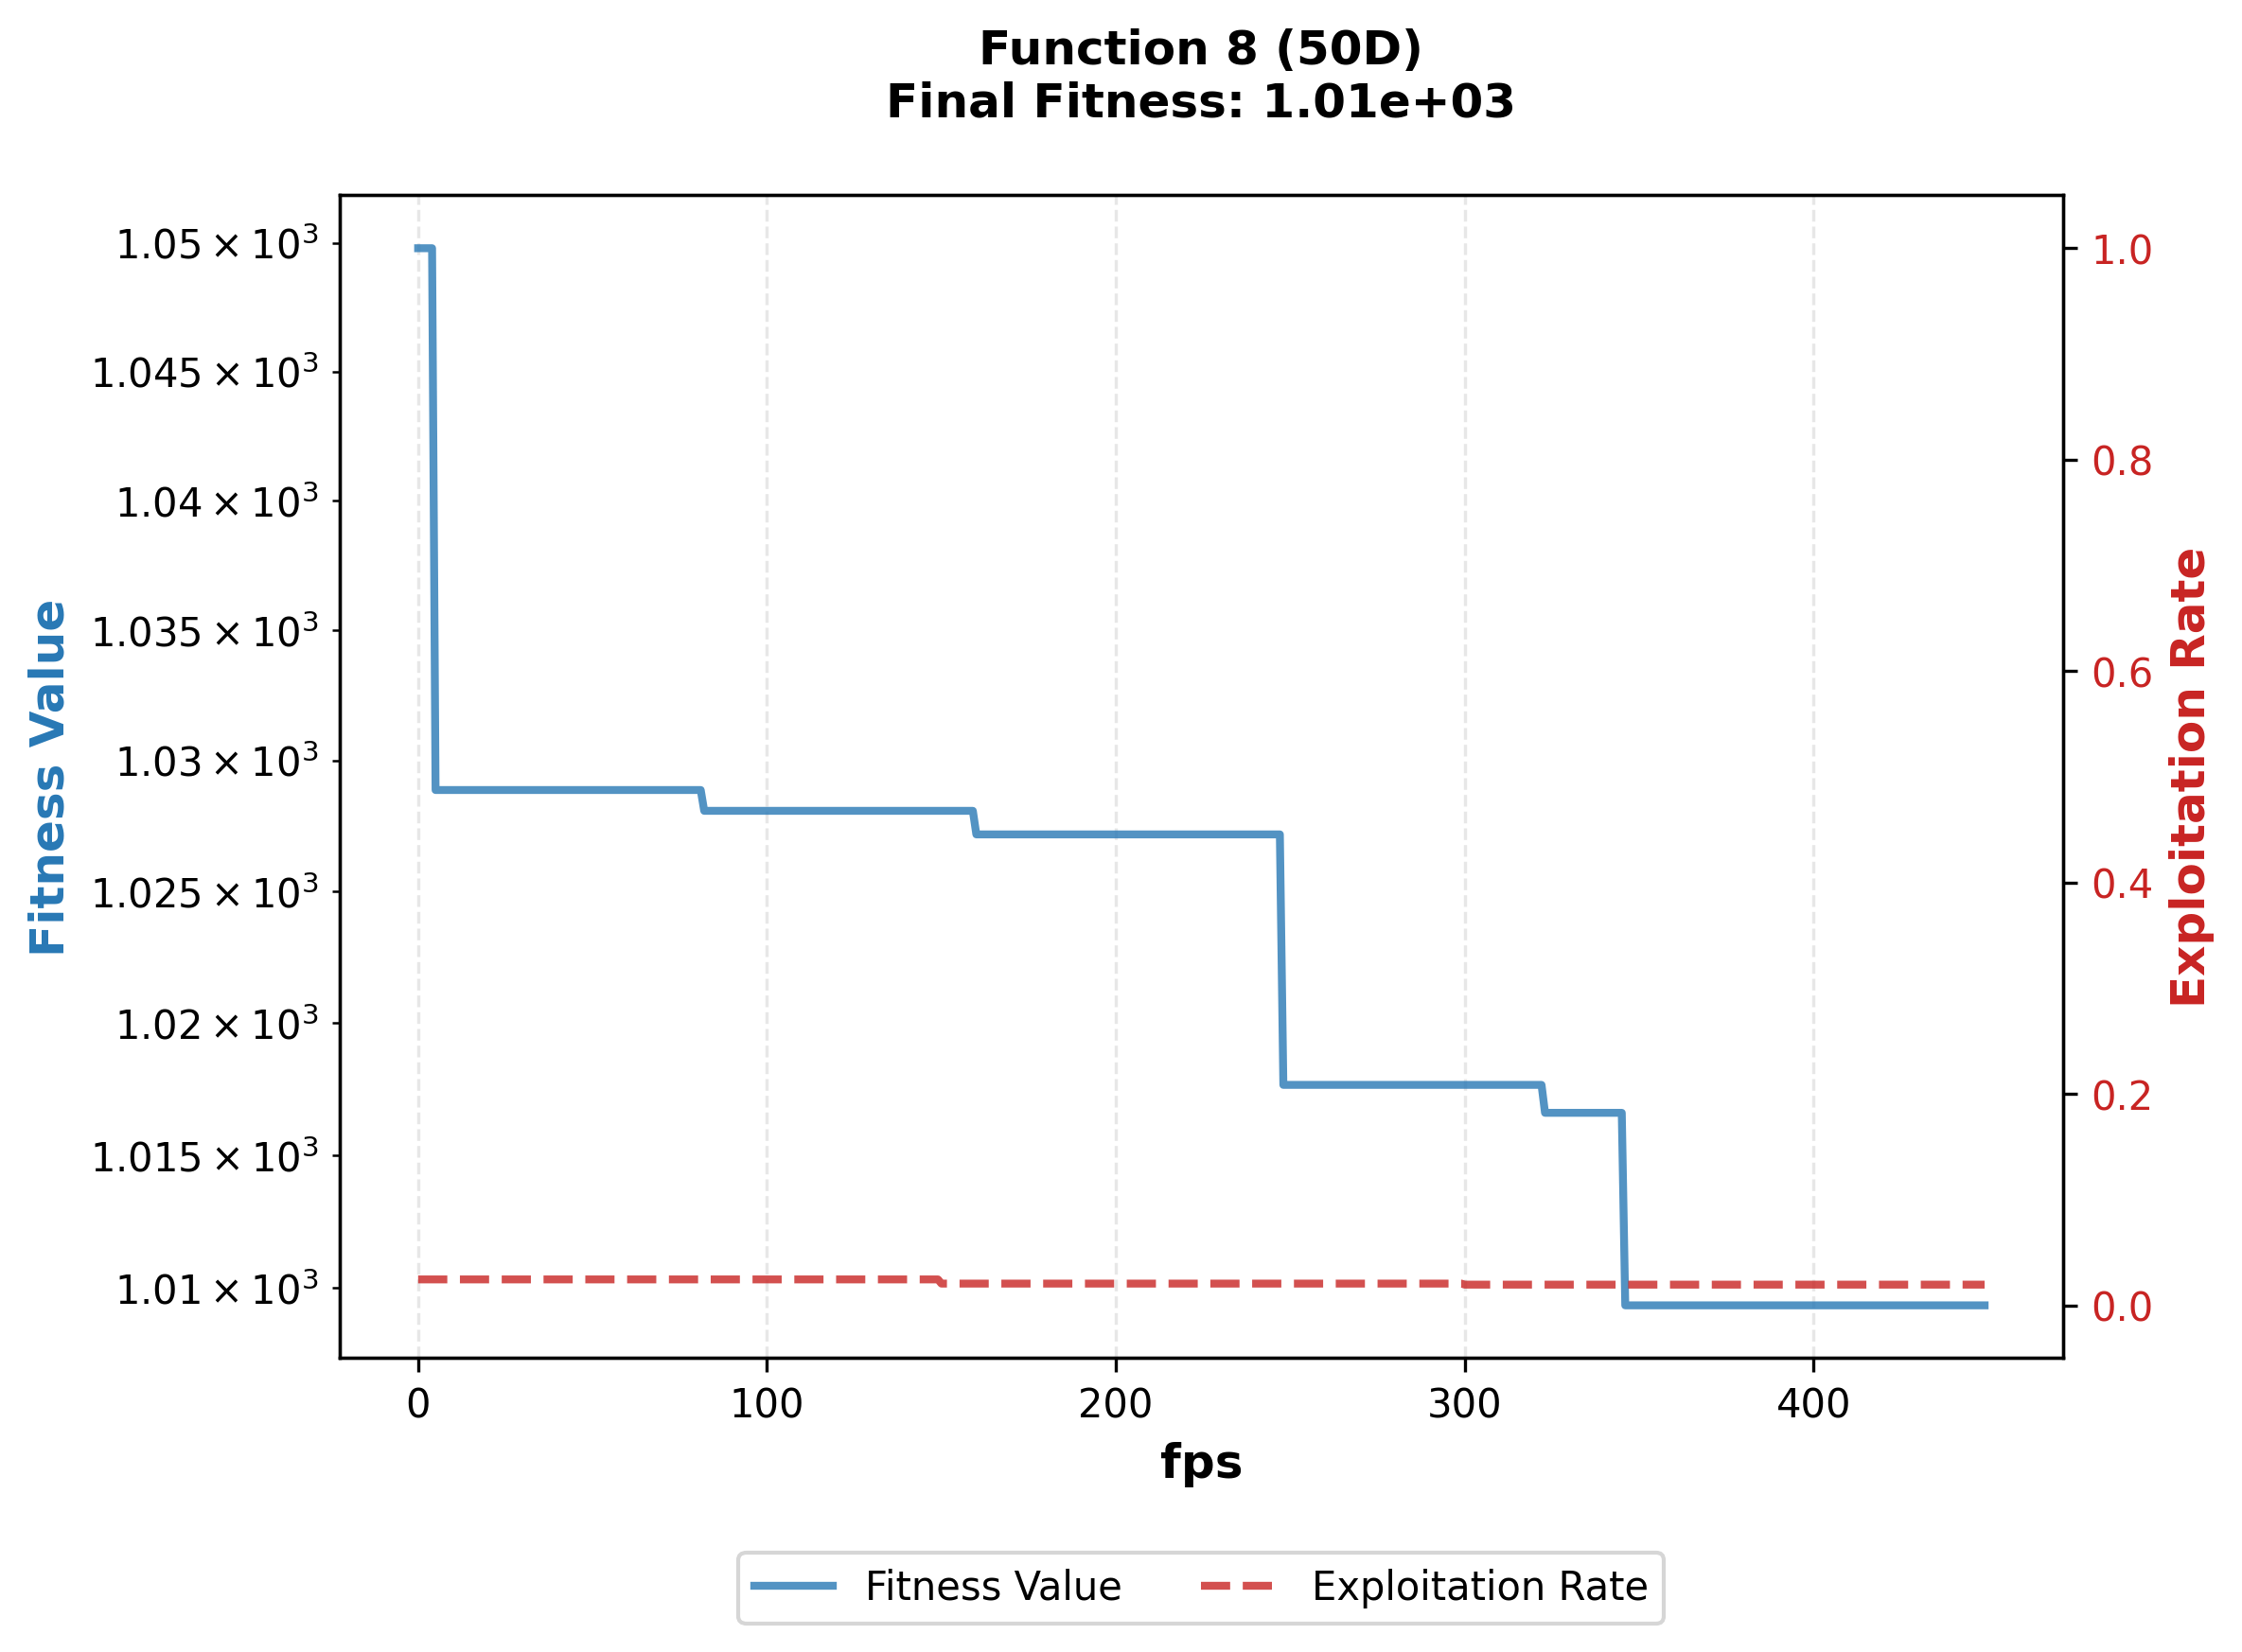 Function 8 (50D)
Final Fitness: 1.01e+03
Fitness Value
1.05 × 10³
1.045 × 10³
1.04 × 10³
1.035 × 10³
1.03 × 10³
1.025 × 10³
1.02 × 10³
1.015 × 10³
1.01 × 10³
1.0
0.8
0.6
0.4
0.2
0.0
Exploitation Rate
0 100 200 300 400
fps
Fitness Value Exploitation Rate